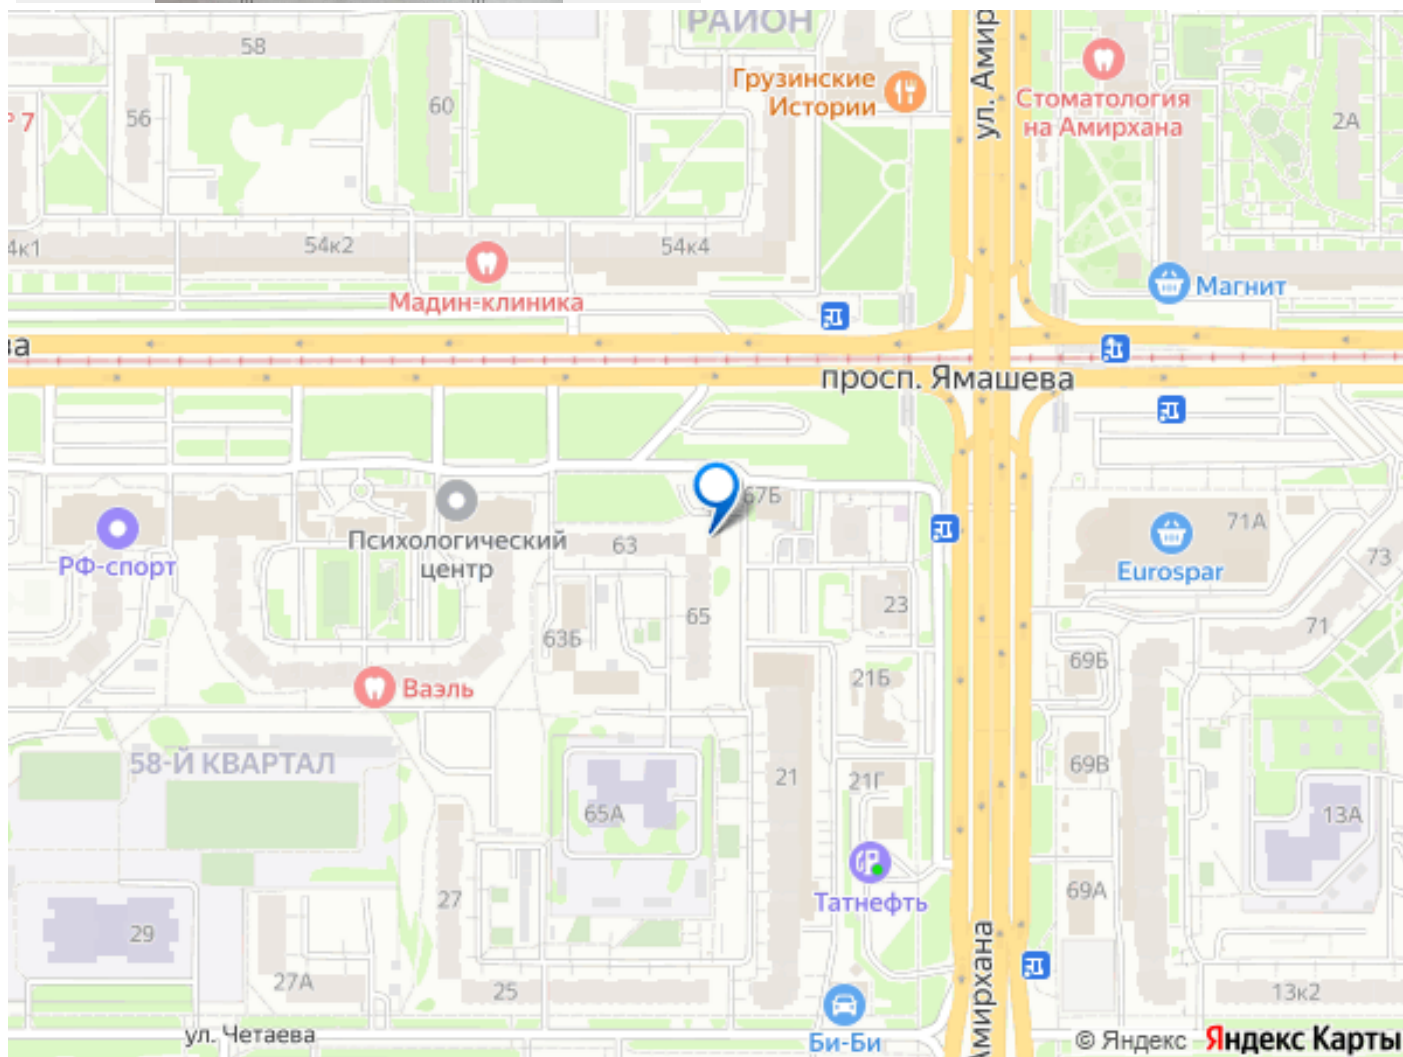 РАЙОН
58
Грузинские
Истории
ул. Амир
Стоматология
на Амирхана
2А
Р 7
56
60
4к1
54к2
54к4
Мадин-клиника
Магнит
ва
просп. Ямашева
67Б
71А
Психологический
центр
63
РФ-спорт
Eurospar
73
23
65
63Б
71
69Б
21Б
Ваэль
58-Й КВАРТАЛ
69В
21
21Г
65А
13А
Татнефть
69А
27
29
Амирхана
27А
25
13к2
ул. Четаева
Би-Би
© Яндекс Яндекс Карты